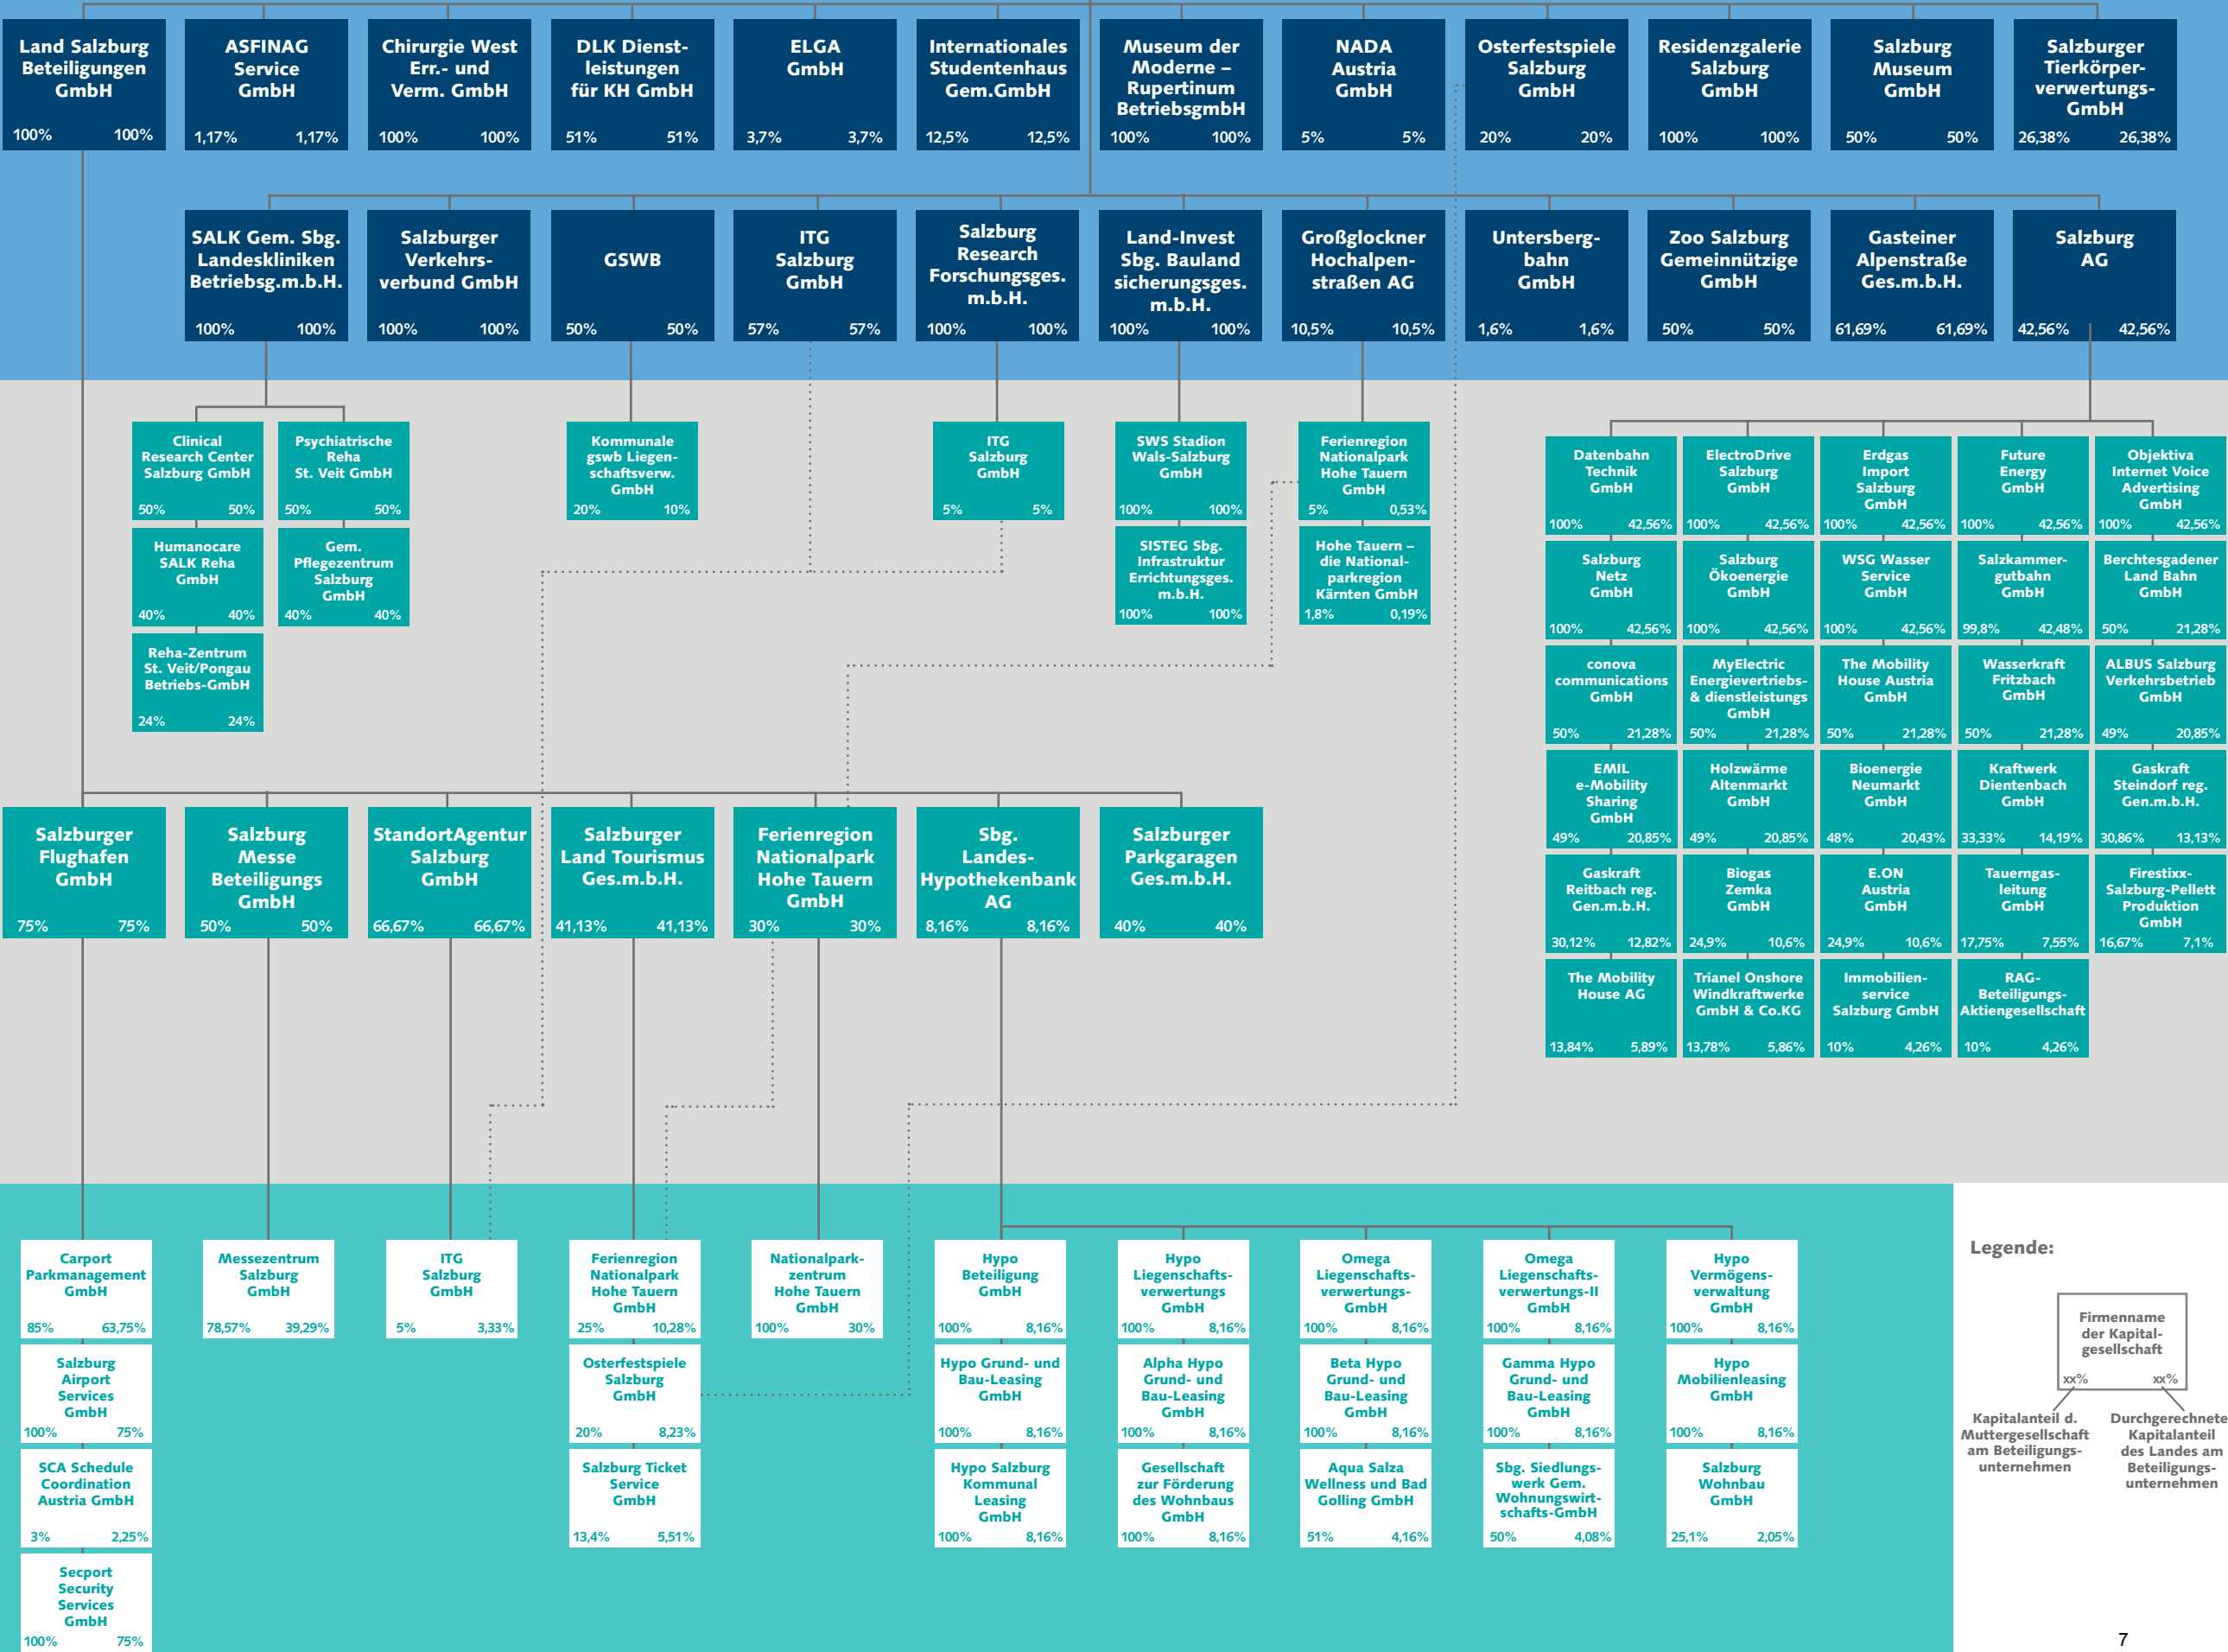 Land Salzburg
Beteiligungen
GmbH
100% 100%
ASFINAG
Service
GmbH
1,17% 1,17%
Chirurgie West
Err.- und
Verm. GmbH
100% 100%
DLK Dienst-
leistungen
für KH GmbH
51% 51%
ELGA
GmbH
3,7% 3,7%
Internationales
Studentenhaus
Gem.GmbH
12,5% 12,5%
Museum der
Moderne –
Rupertinum
BetriebsgmbH
100% 100%
NADA
Austria
GmbH
5% 5%
Osterfestspiele
Salzburg
GmbH
20% 20%
Residenzgalerie
Salzburg
GmbH
100% 100%
Salzburg
Museum
GmbH
50% 50%
Salzburger
Tierkörper-
verwertungs-
GmbH
26,38% 26,38%
SALK Gem. Sbg.
Landeskliniken
Betriebsg.m.b.H.
100% 100%
Salzburger
Verkehrs-
verbund GmbH
100% 100%
GSWB
50% 50%
ITG
Salzburg
GmbH
57% 57%
Salzburg
Research
Forschungsges.
m.b.H.
100% 100%
Land-Invest
Sbg. Bauland
sicherungsges.
m.b.H.
100% 100%
Großglockner
Hochalpen-
straßen AG
10,5% 10,5%
Untersberg-
bahn
GmbH
1,6% 1,6%
Zoo Salzburg
Gemeinnützige
GmbH
50% 50%
Gasteiner
Alpenstraße
Ges.m.b.H.
61,69% 61,69%
Salzburg
AG
42,56% 42,56%
Clinical
Research Center
Salzburg GmbH
50% 50%
Psychiatrische
Reha
St. Veit GmbH
50% 50%
Humanocare
SALK Reha
GmbH
40% 40%
Gem.
Pflegezentrum
Salzburg
GmbH
40% 40%
Reha-Zentrum
St. Veit/Pongau
Betriebs-GmbH
24% 24%
Kommunale
gswb Liegen-
schaftsverw.
GmbH
20% 10%
ITG
Salzburg
GmbH
5% 5%
SWS Stadion
Wals-Salzburg
GmbH
100% 100%
SISTEG Sbg.
Infrastruktur
Errichtungsges.
m.b.H.
100% 100%
Ferienregion
Nationalpark
Hohe Tauern
GmbH
5% 0,53%
Hohe Tauern –
die National-
parkregion
Kärnten GmbH
1,8% 0,19%
Datenbahn
Technik
GmbH
100% 42,56%
ElectroDrive
Salzburg
GmbH
100% 42,56%
Erdgas
Import
Salzburg
GmbH
100% 42,56%
Future
Energy
GmbH
100% 42,56%
Objektiva
Internet Voice
Advertising
GmbH
100% 42,56%
Salzburg
Netz
GmbH
100% 42,56%
Salzburg
Ökoenergie
GmbH
100% 42,56%
WSG Wasser
Service
GmbH
100% 42,56%
Salzkammer-
gutbahn
GmbH
99,8% 42,48%
Berchtesgadener
Land Bahn
GmbH
50% 21,28%
conova
communications
GmbH
50% 21,28%
MyElectric
Energievertriebs-
& dienstleistungs
GmbH
50% 21,28%
The Mobility
House Austria
GmbH
50% 21,28%
Wasserkraft
Fritzbach
GmbH
50% 21,28%
ALBUS Salzburg
Verkehrsbetrieb
GmbH
49% 20,85%
EMIL
e-Mobility
Sharing
GmbH
49% 20,85%
Holzwärme
Altenmarkt
GmbH
49% 20,85%
Bioenergie
Neumarkt
GmbH
48% 20,43%
Kraftwerk
Dientenbach
GmbH
33,33% 14,19%
Gaskraft
Steindorf reg.
Gen.m.b.H.
30,86% 13,13%
Gaskraft
Reitbach reg.
Gen.m.b.H.
30,12% 12,82%
Biogas
Zemka
GmbH
24,9% 10,6%
E.ON
Austria
GmbH
24,9% 10,6%
Tauerngas-
leitung
GmbH
17,75% 7,55%
Firestixx-
Salzburg-Pellett
Produktion
GmbH
16,67% 7,1%
The Mobility
House AG
13,84% 5,89%
Trianel Onshore
Windkraftwerke
GmbH & Co.KG
13,78% 5,86%
Immobilien-
service
Salzburg GmbH
10% 4,26%
RAG-
Beteiligungs-
Aktiengesellschaft
10% 4,26%
Salzburger
Flughafen
GmbH
75% 75%
Salzburg
Messe
Beteiligungs
GmbH
50% 50%
StandortAgentur
Salzburg
GmbH
66,67% 66,67%
Salzburger
Land Tourismus
Ges.m.b.H.
41,13% 41,13%
Ferienregion
Nationalpark
Hohe Tauern
GmbH
30% 30%
Sbg.
Landes-
Hypothekenbank
AG
8,16% 8,16%
Salzburger
Parkgaragen
Ges.m.b.H.
40% 40%
Carport
Parkmanagement
GmbH
85% 63,75%
Messezentrum
Salzburg
GmbH
78,57% 39,29%
ITG
Salzburg
GmbH
5% 3,33%
Ferienregion
Nationalpark
Hohe Tauern
GmbH
25% 10,28%
Nationalpark-
zentrum
Hohe Tauern
GmbH
100% 30%
Hypo
Beteiligung
GmbH
100% 8,16%
Hypo
Liegenschafts-
verwertungs
GmbH
100% 8,16%
Omega
Liegenschafts-
verwertungs-
GmbH
100% 8,16%
Omega
Liegenschafts-
verwertungs-II
GmbH
100% 8,16%
Hypo
Vermögens-
verwaltung
GmbH
100% 8,16%
Salzburg
Airport
Services
GmbH
100% 75%
Osterfestspiele
Salzburg
GmbH
20% 8,23%
Hypo Grund- und
Bau-Leasing
GmbH
100% 8,16%
Alpha Hypo
Grund- und
Bau-Leasing
GmbH
100% 8,16%
Beta Hypo
Grund- und
Bau-Leasing
GmbH
100% 8,16%
Gamma Hypo
Grund- und
Bau-Leasing
GmbH
100% 8,16%
Hypo
Mobilienleasing
GmbH
100% 8,16%
SCA Schedule
Coordination
Austria GmbH
3% 2,25%
Salzburg Ticket
Service
GmbH
13,4% 5,51%
Hypo Salzburg
Kommunal
Leasing
GmbH
100% 8,16%
Gesellschaft
zur Förderung
des Wohnbaus
GmbH
100% 8,16%
Aqua Salza
Wellness und Bad
Golling GmbH
51% 4,16%
Sbg. Siedlungs-
werk Gem.
Wohnungswirt-
schafts-GmbH
50% 4,08%
Salzburg
Wohnbau
GmbH
25,1% 2,05%
Secport
Security
Services
GmbH
100% 75%
Legende:
Firmenname
der Kapital-
gesellschaft
xx% xx%
Kapitalanteil d.
Muttergesellschaft
am Beteiligungs-
unternehmen
Durchgerechneter
Kapitalanteil
des Landes am
Beteiligungs-
unternehmen
7